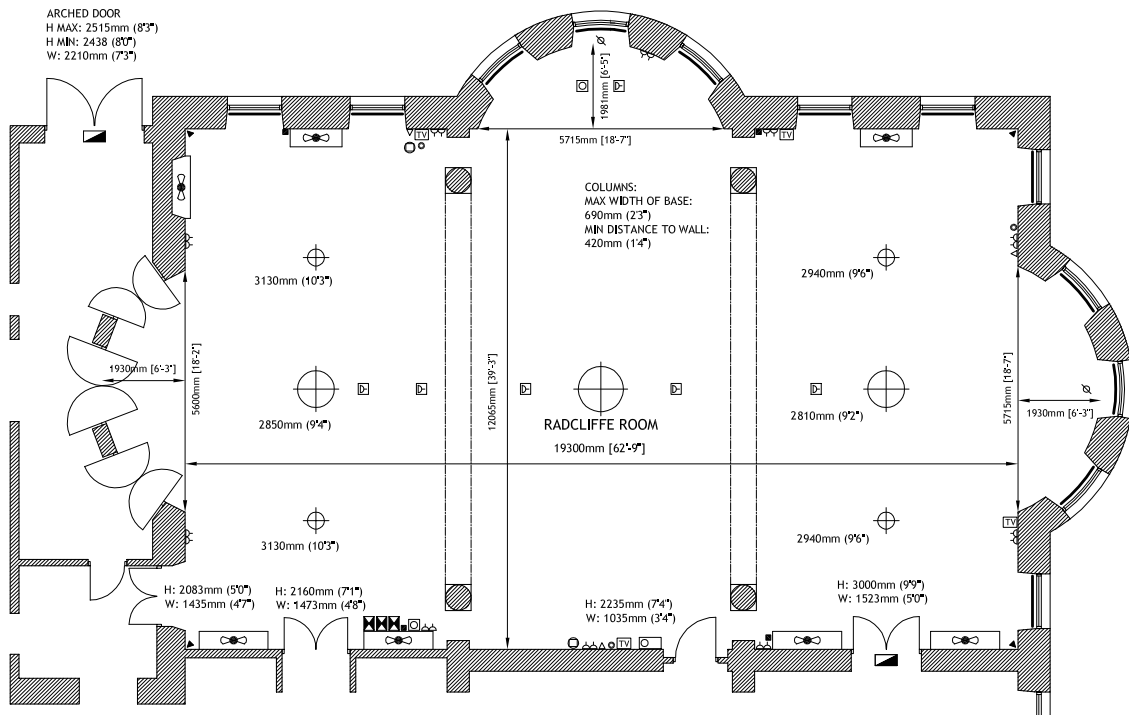 ARCHED DOOR
H MAX: 2515mm (8'3")
H MIN: 2438 (8'0")
W: 2210mm (7'3")
1981mm [6'-5"]
5715mm [18'-7"]
TV
TV
COLUMNS:
MAX WIDTH OF BASE:
690mm (2'3")
MIN DISTANCE TO WALL:
420mm (1'4")
3130mm (10'3")
2940mm (9'6")
1930mm [6'-3"]
5600mm [18'-2"]
12065mm [39'-3"]
5715mm [18'-7"]
1930mm [6'-3"]
2850mm (9'4")
RADCLIFFE ROOM
2810mm (9'2")
19300mm [62'-9"]
3130mm (10'3")
2940mm (9'6")
TV
H: 2083mm (5'0")
W: 1435mm (4'7")
H: 2160mm (7'1")
W: 1473mm (4'8")
H: 2235mm (7'4")
W: 1035mm (3'4")
H: 3000mm (9'9")
W: 1523mm (5'0")
TV